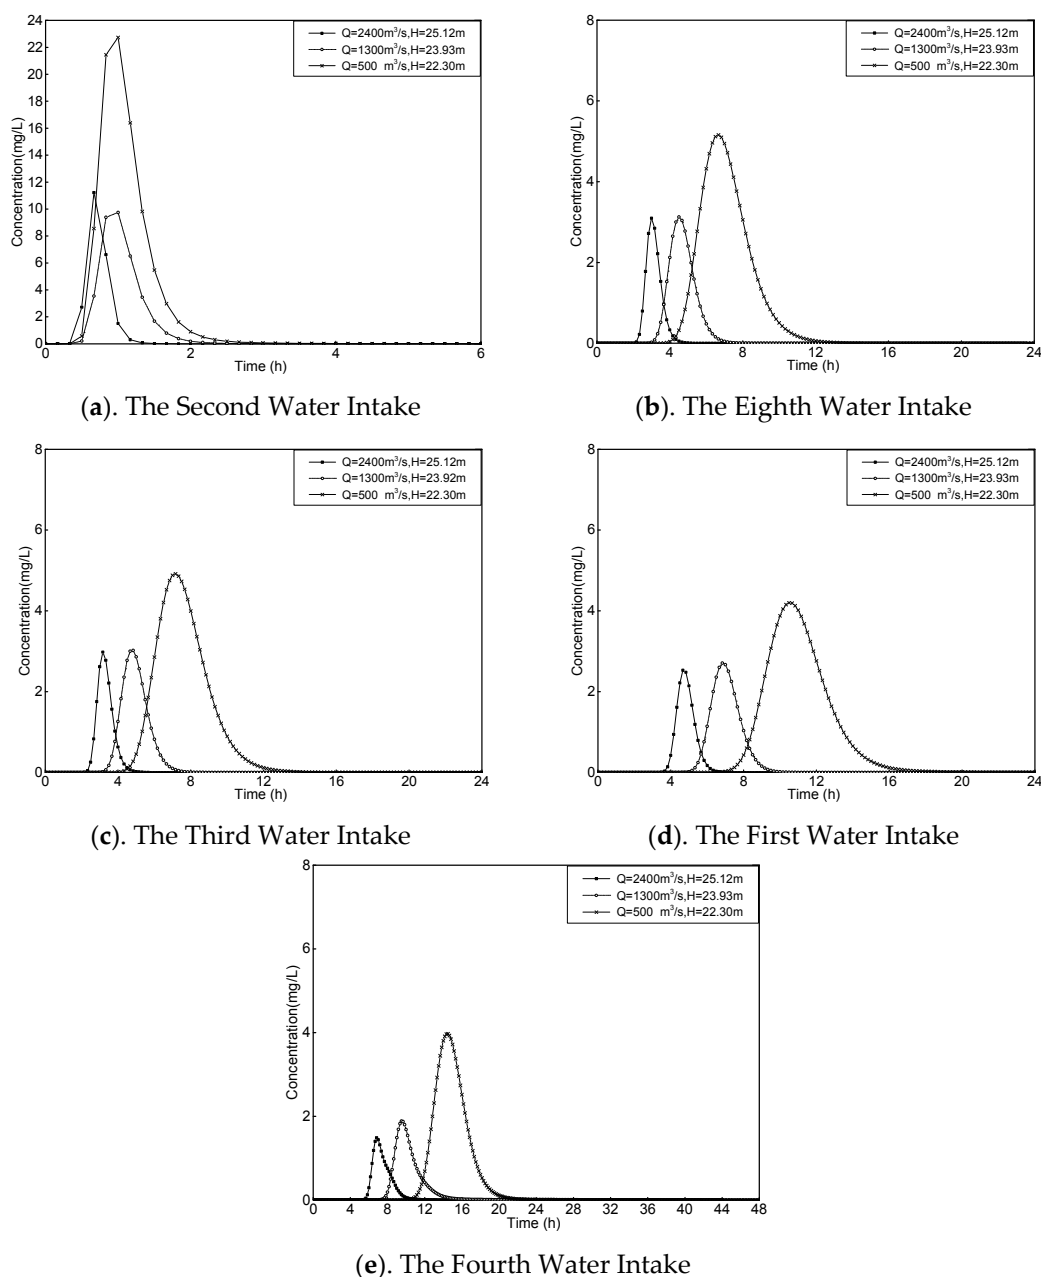 24
22
20
18
16
14
12
10
8
6
4
2
0
Concentration(mg/L)
Q=2400m³/s,H=25.12m
Q=1300m³/s,H=23.93m
Q=500 m³/s,H=22.30m
0 2 4 6
Time (h)
(a). The Second Water Intake
8
6
4
2
0
Concentration(mg/L)
Q=2400m³/s,H=25.12m
Q=1300m³/s,H=23.93m
Q=500 m³/s,H=22.30m
0 4 8 12 16 20 24
Time (h)
(b). The Eighth Water Intake
8
6
4
2
0
Concentration(mg/L)
Q=2400m³/s,H=25.12m
Q=1300m³/s,H=23.92m
Q=500 m³/s,H=22.30m
0 4 8 12 16 20 24
Time (h)
(c). The Third Water Intake
8
6
4
2
0
Concentration(mg/L)
Q=2400m³/s,H=25.12m
Q=1300m³/s,H=23.93m
Q=500 m³/s,H=22.30m
0 4 8 12 16 20 24
Time (h)
(d). The First Water Intake
8
6
4
2
0
Concentration(mg/L)
Q=2400m³/s,H=25.12m
Q=1300m³/s,H=23.93m
Q=500 m³/s,H=22.30m
0 4 8 12 16 20 24 28 32 36 40 44 48
Time (h)
(e). The Fourth Water Intake